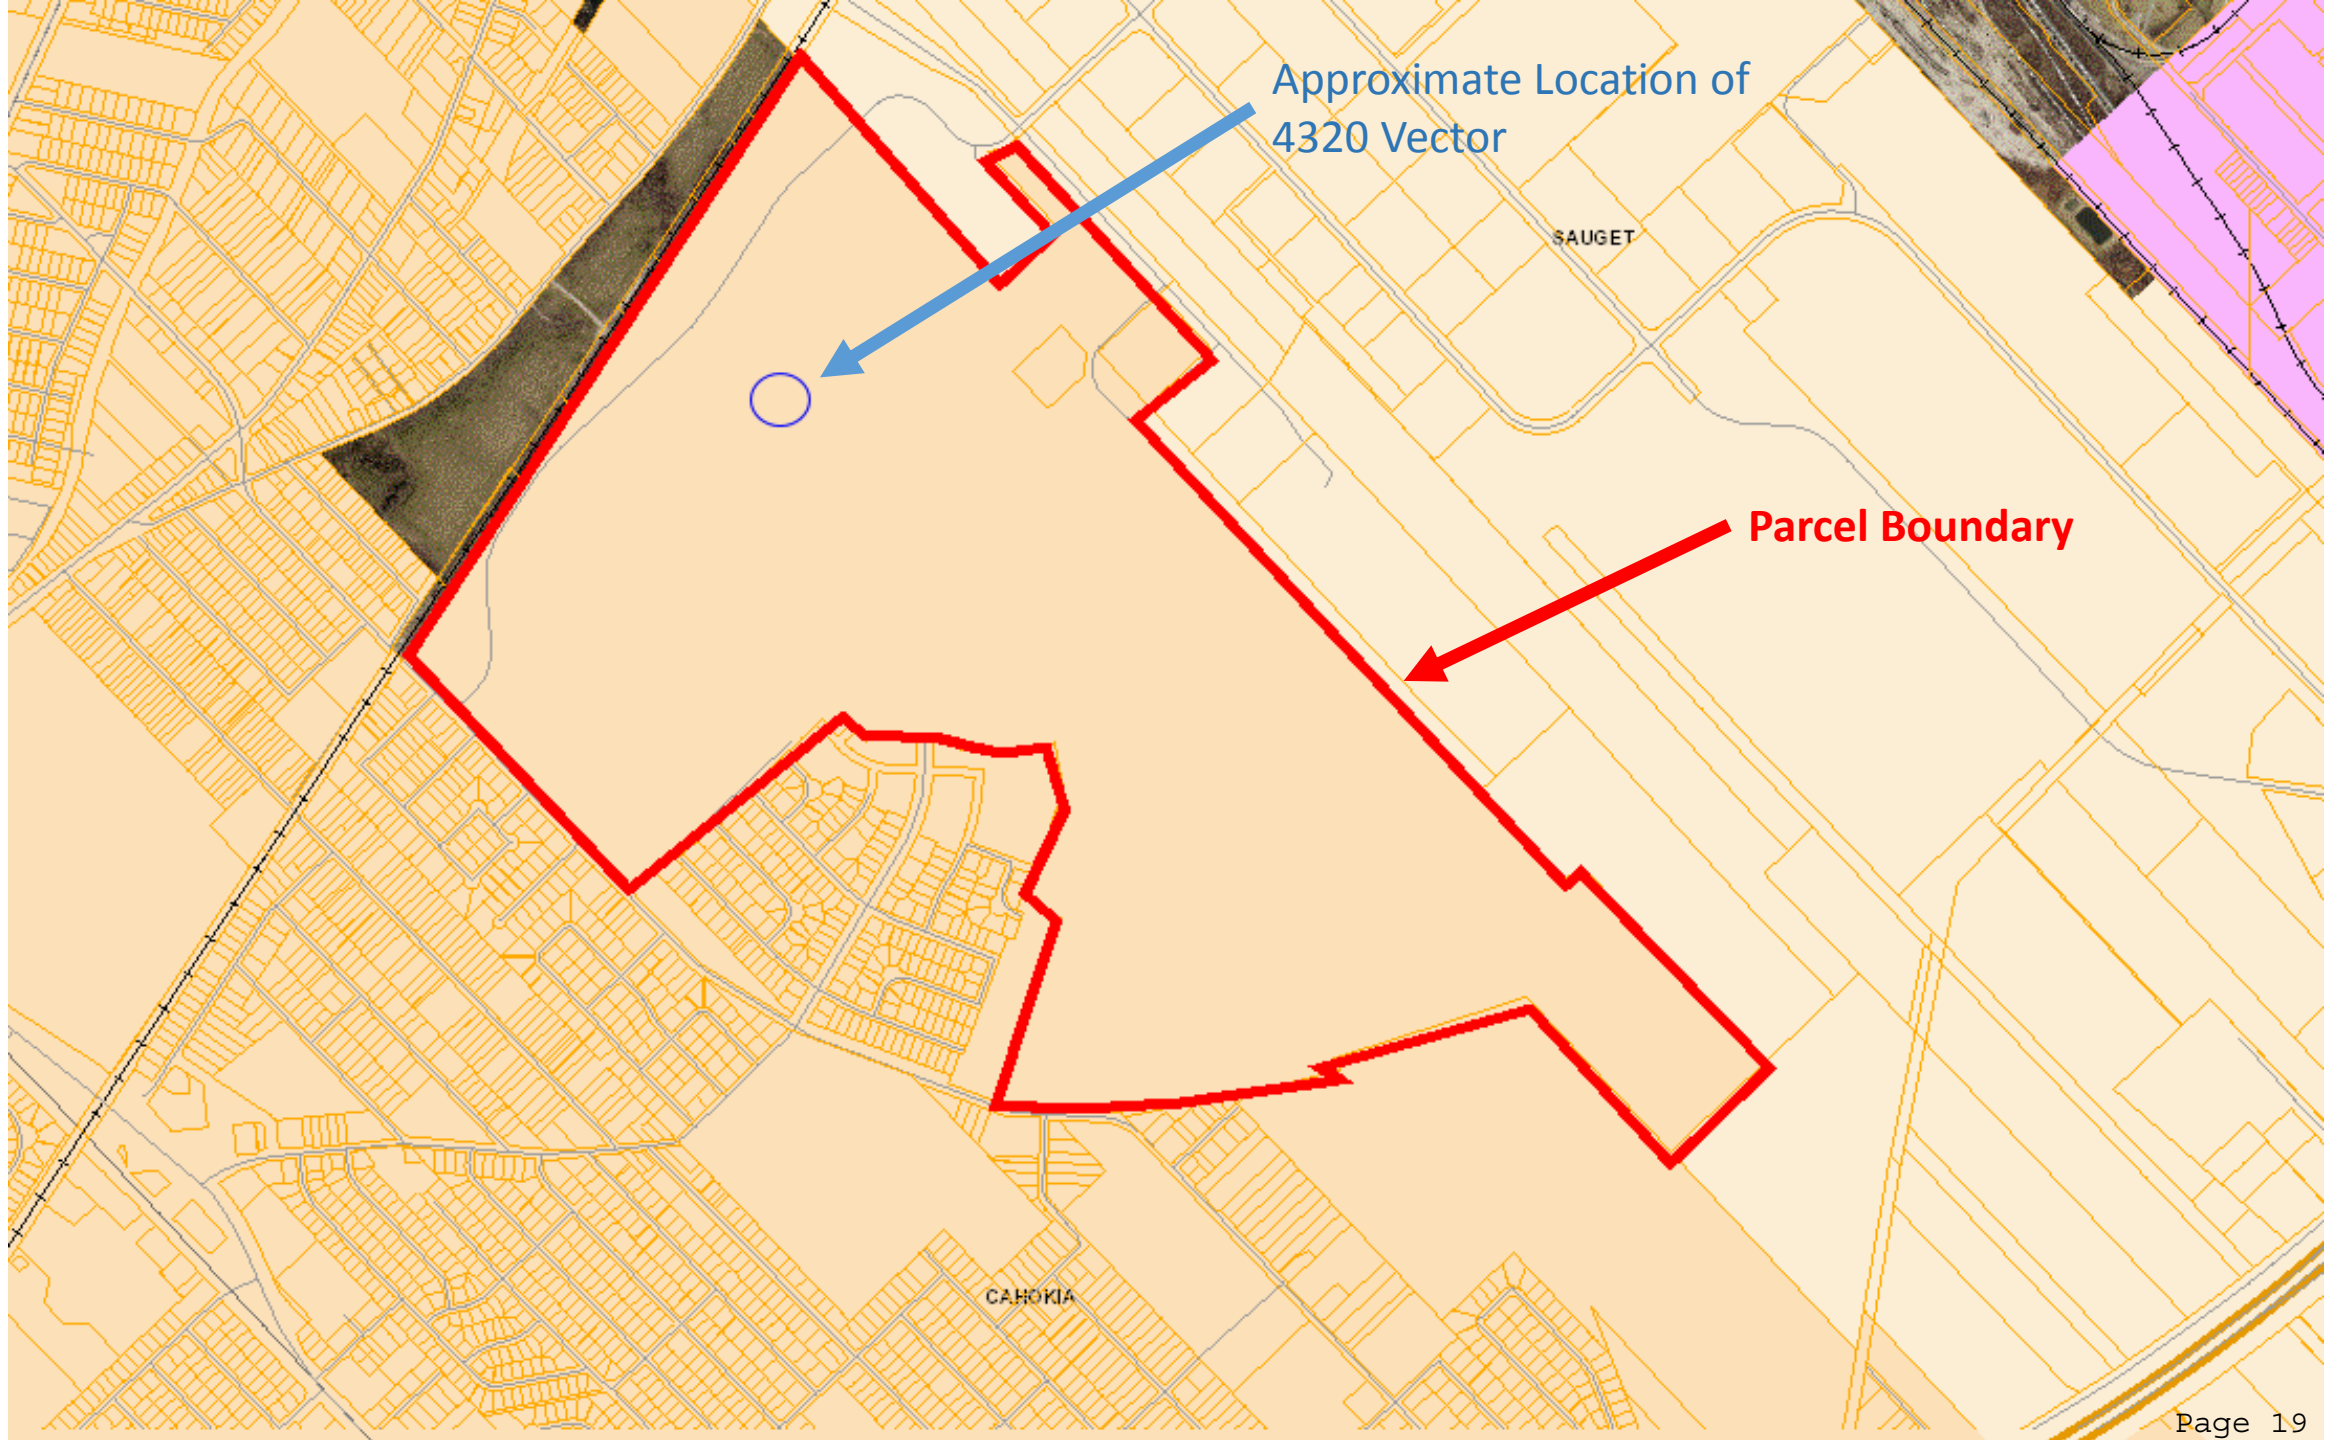 Approximate Location of
4320 Vector
SAUGET
Parcel Boundary
CAHOKIA
Page 19